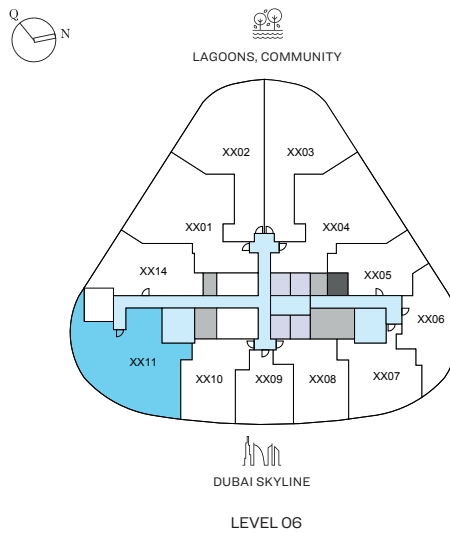 Q
N
LAGOONS, COMMUNITY
XX02
XX03
XX01
XX04
XX14
XX05
XX06
XX11
XX10
XX09
XX08
XX07
DUBAI SKYLINE
LEVEL 06